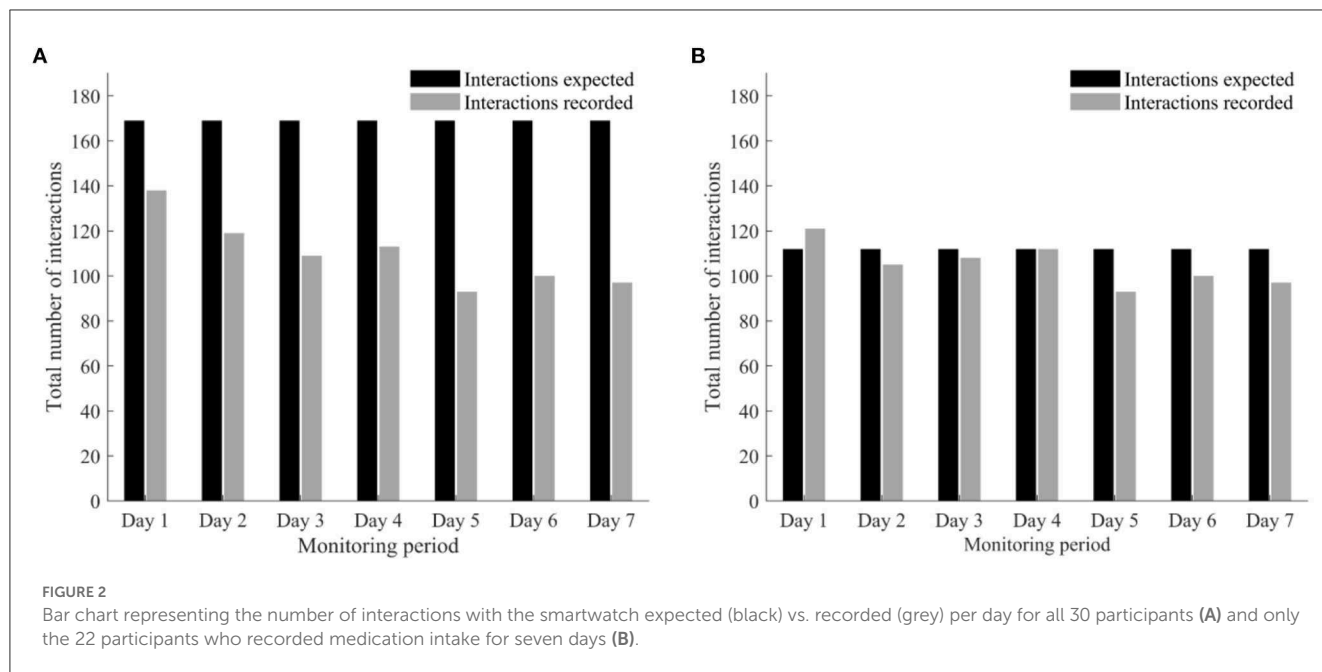 A
Interactions expected
Interactions recorded
180
160
140
120
100
80
60
40
20
0
Total number of interactions
Day 1 Day 2 Day 3 Day 4 Day 5 Day 6 Day 7
Monitoring period
B
Interactions expected
Interactions recorded
180
160
140
120
100
80
60
40
20
0
Total number of interactions
Day 1 Day 2 Day 3 Day 4 Day 5 Day 6 Day 7
Monitoring period
FIGURE 2
Bar chart representing the number of interactions with the smartwatch expected (black) vs. recorded (grey) per day for all 30 participants (A) and only
the 22 participants who recorded medication intake for seven days (B).